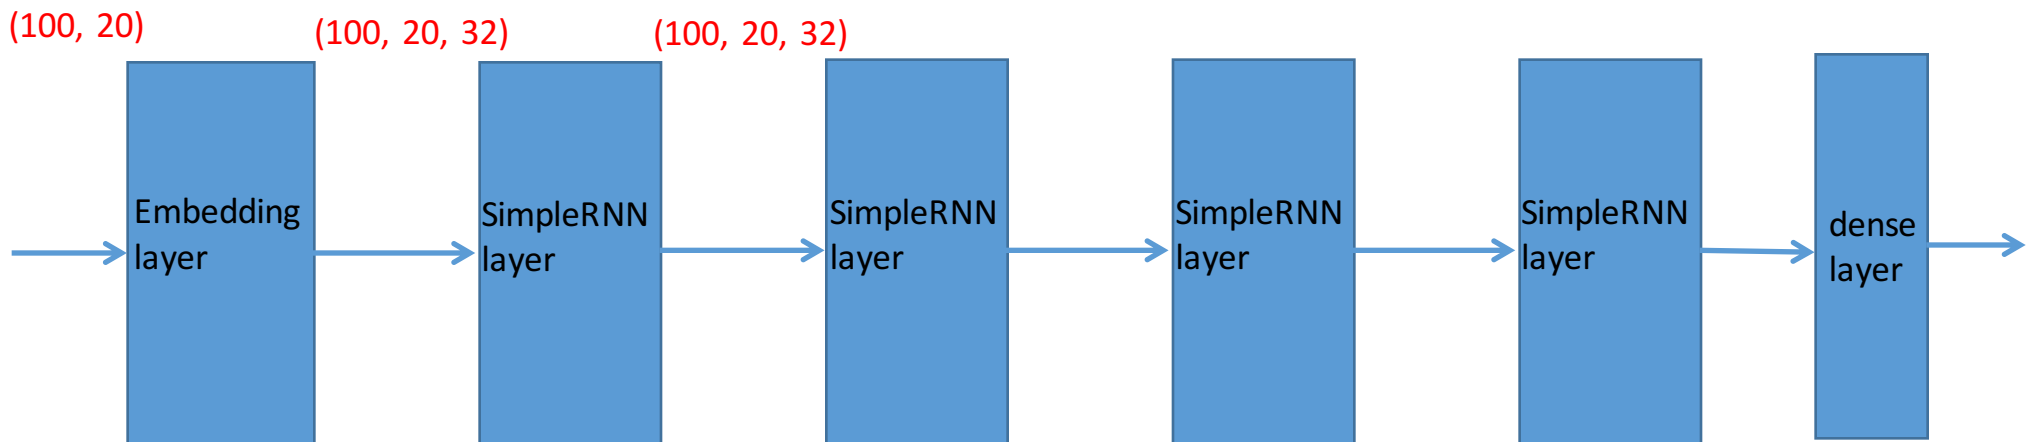 (100, 20)
(100, 20, 32)
(100, 20, 32)
Embedding
layer
SimpleRNN
layer
SimpleRNN
layer
SimpleRNN
layer
SimpleRNN
layer
dense
layer